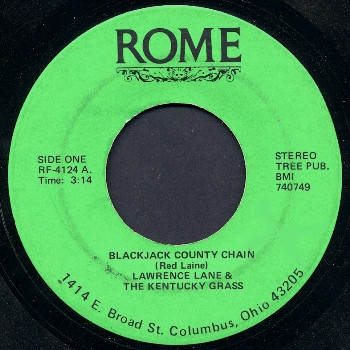 ROME
SIDE ONE
RF-4124 A.
Time: 3:14
STEREO
TREE PUB.
BMI
740749
BLACKJACK COUNTY CHAIN
(Red Laine)
LAWRENCE LANE &
THE KENTUCKY GRASS
1414 E. Broad St. Columbus, Ohio 43205